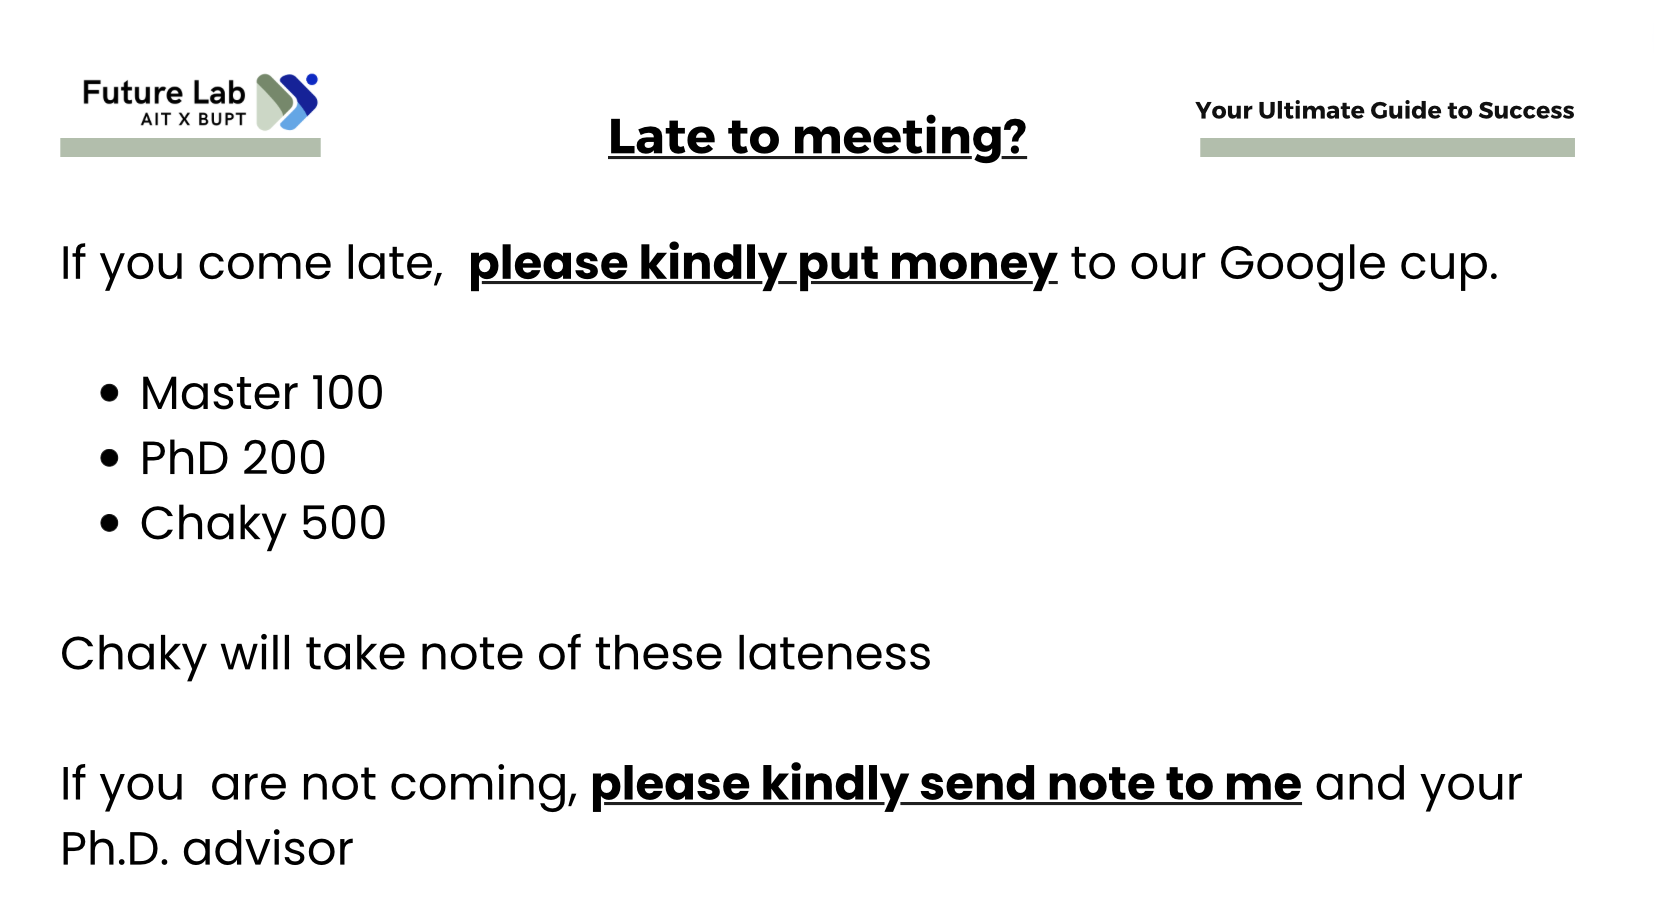 Future Lab
AIT X BUPT
Late to meeting?
Your Ultimate Guide to Success
If you come late,  please kindly put money to our Google cup.
• Master 100
• PhD 200
• Chaky 500
Chaky will take note of these lateness
If you  are not coming, please kindly send note to me and your
Ph.D. advisor